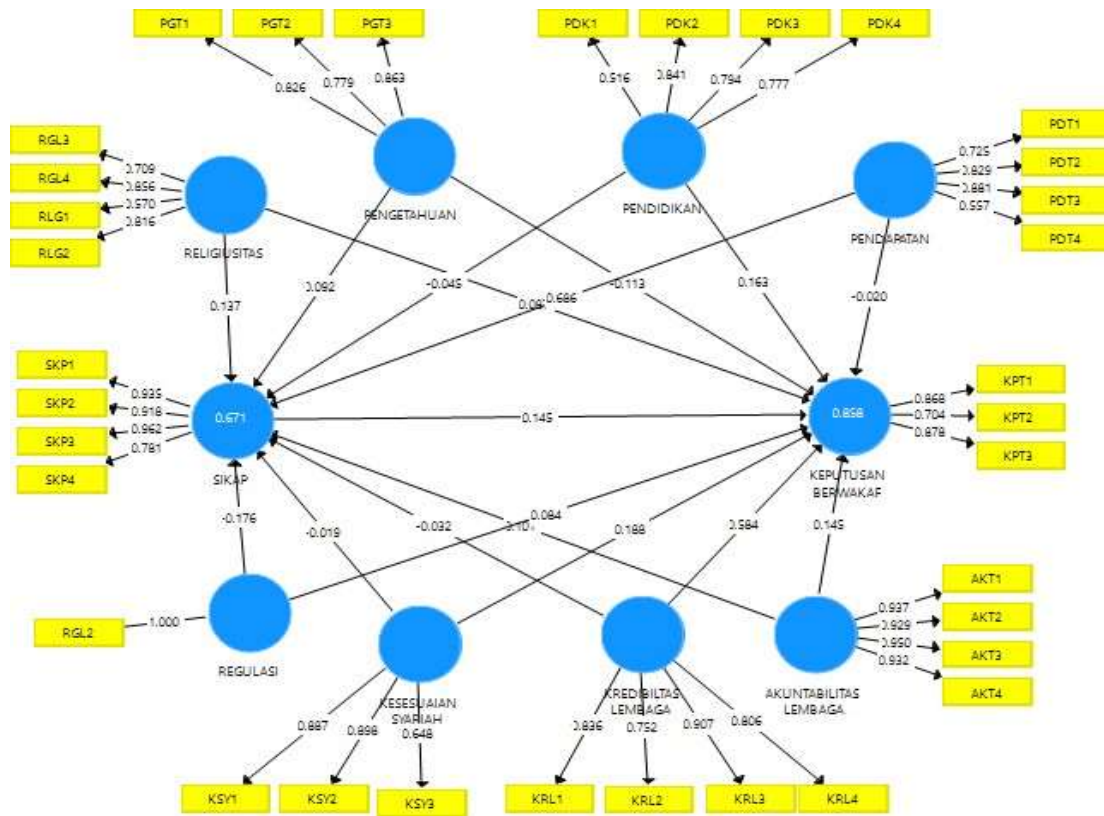 PGT1
PGT2
PGT3
PDK1
PDK2
PDK3
PDK4
0.826
0.779
0.863
0.516
0.841
0.794
0.777
RGL3
RGL4
RLG1
RLG2
0.709
0.856
0.570
0.816
RELIGIUSITAS
PENGETAHUAN
PENDIDIKAN
PENDAPATAN
0.725
0.829
0.881
0.557
PDT1
PDT2
PDT3
PDT4
0.137
0.092
-0.045
0.686
-0.113
0.163
-0.020
SKP1
SKP2
SKP3
SKP4
0.935
0.918
0.962
0.781
0.671
SIKAP
0.145
0.858
KEPUTUSAN
BERWAKAF
0.868
0.704
0.878
KPT1
KPT2
KPT3
-0.176
-0.019
-0.032
0.084
0.188
0.584
0.145
RGL2
1.000
REGULASI
KESESUAIAN
SYARIAH
KREDIBILTAS
LEMBAGA
AKUNTABILITAS
LEMBAGA
0.937
0.929
0.950
0.932
AKT1
AKT2
AKT3
AKT4
0.887
0.898
0.648
0.836
0.752
0.907
0.806
KSY1
KSY2
KSY3
KRL1
KRL2
KRL3
KRL4